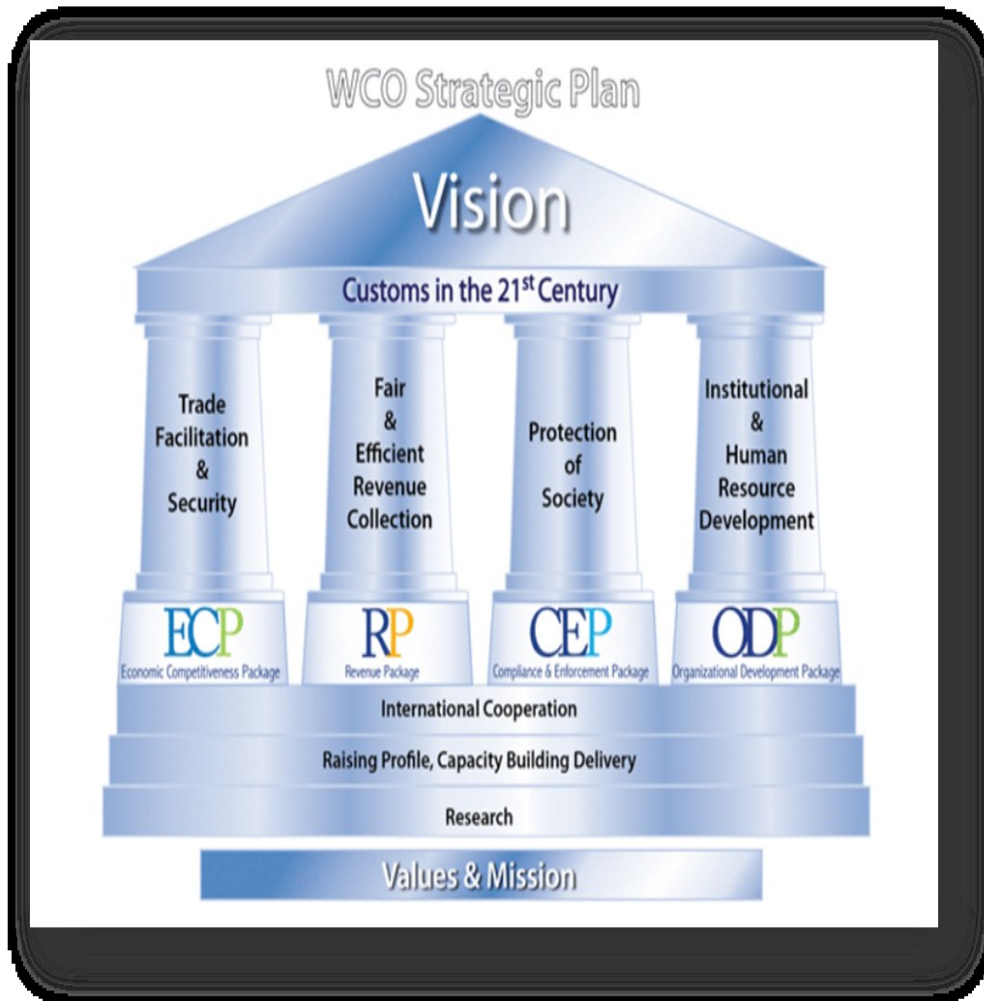 WCO Strategic Plan
Vision
Customs in the 21st Century
Trade
Facilitation
&
Security
Fair
&
Efficient
Revenue
Collection
Protection
of
Society
Institutional
&
Human
Resource
Development
ECP
Economic Competitiveness Package
RP
Revenue Package
CEP
Compliance & Enforcement Package
ODP
Organizational Development Package
International Cooperation
Raising Profile, Capacity Building Delivery
Research
Values & Mission